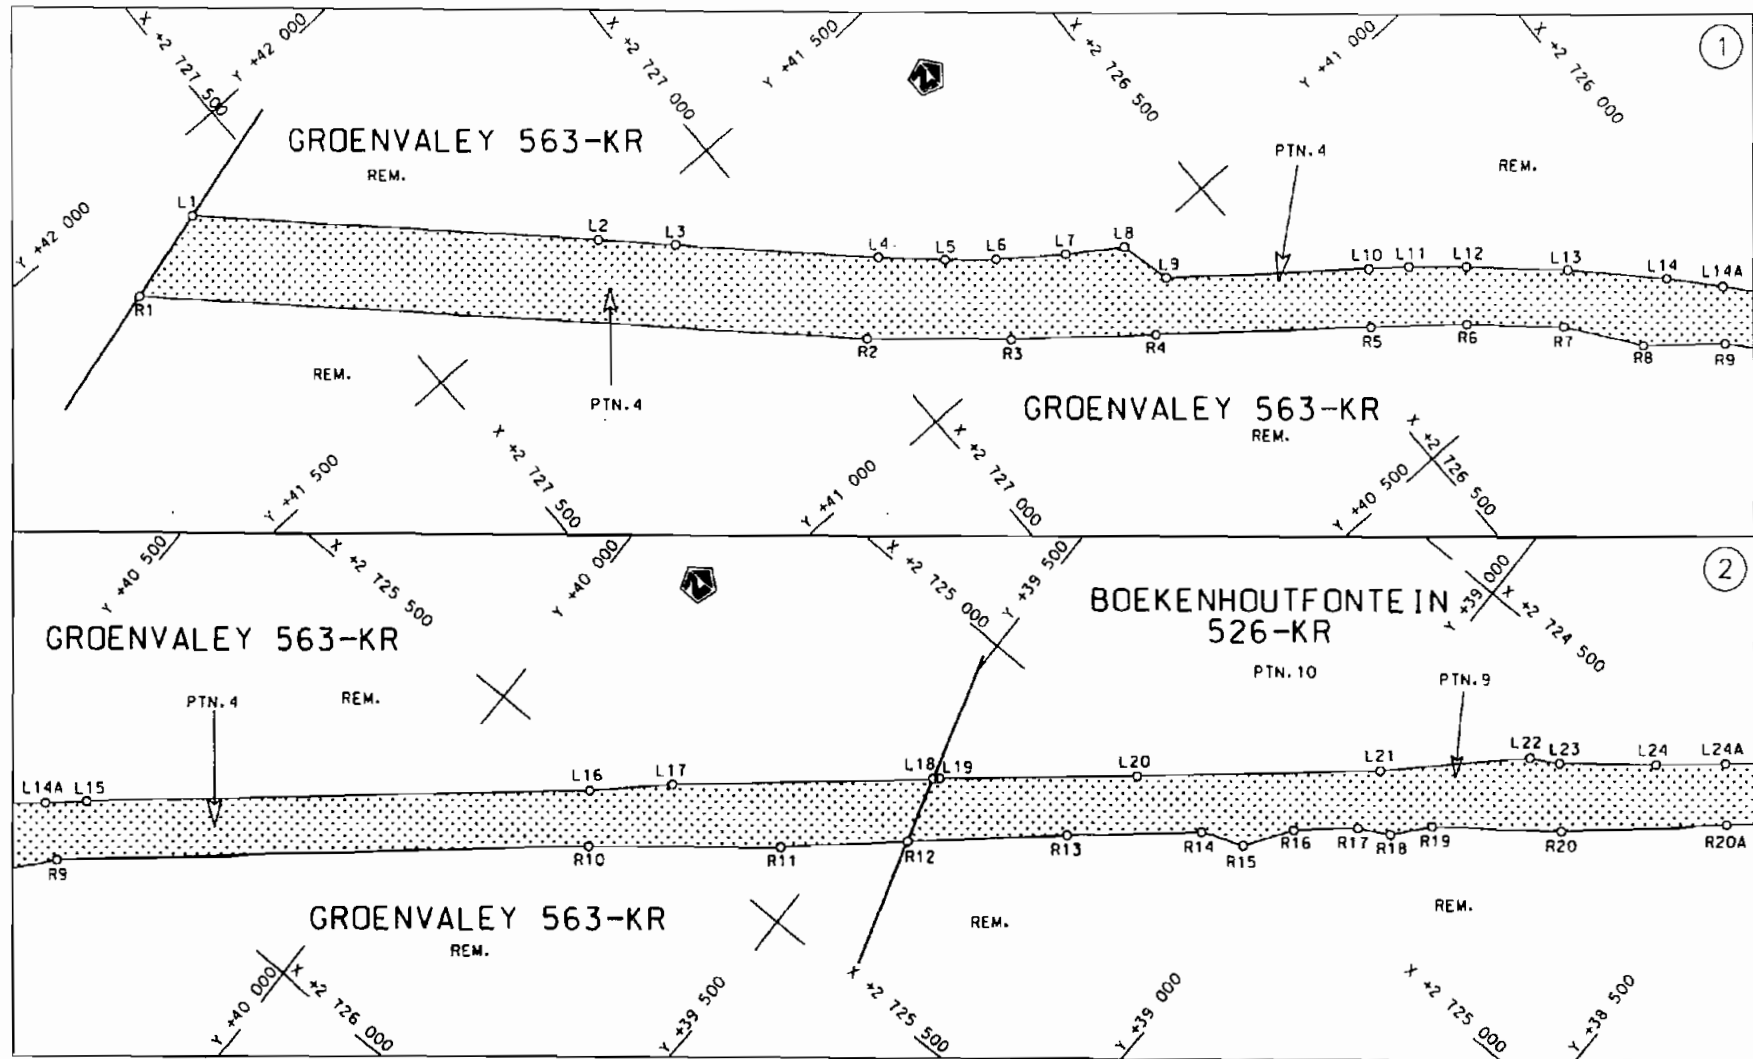 X +2 727 500
Y +42 000
X +2 727 000
Y +41 500
X +2 726 500
Y +41 000
X +2 726 000
1
N
GROENVALEY 563-KR
REM.
PTN.4
REM.
Y +42 000
L1
L2
L3
L4
L5
L6
L7
L8
L9
L10
L11
L12
L13
L14
L14A
R1
R2
R3
R4
R5
R6
R7
R8
R9
REM.
PTN.4
GROENVALEY 563-KR
REM.
Y +41 500
X +2 727 500
Y +41 000
X +2 727 000
Y +40 500
X +2 726 500
Y +40 500
X +2 725 500
Y +40 000
X +2 725 000
Y +39 500
Y +39 000
X +2 724 500
2
N
GROENVALEY 563-KR
BOEKENHOUTFONTEIN
526-KR
PTN.4
REM.
PTN.10
PTN.9
L14A
L15
L16
L17
L18
L19
L20
L21
L22
L23
L24
L24A
R9
R10
R11
R12
R13
R14
R15
R16
R17
R18
R19
R20
R20A
GROENVALEY 563-KR
REM.
REM.
REM.
Y +40 000
X +2 726 000
Y +39 500
X +2 725 500
Y +39 000
X +2 725 000
Y +38 500